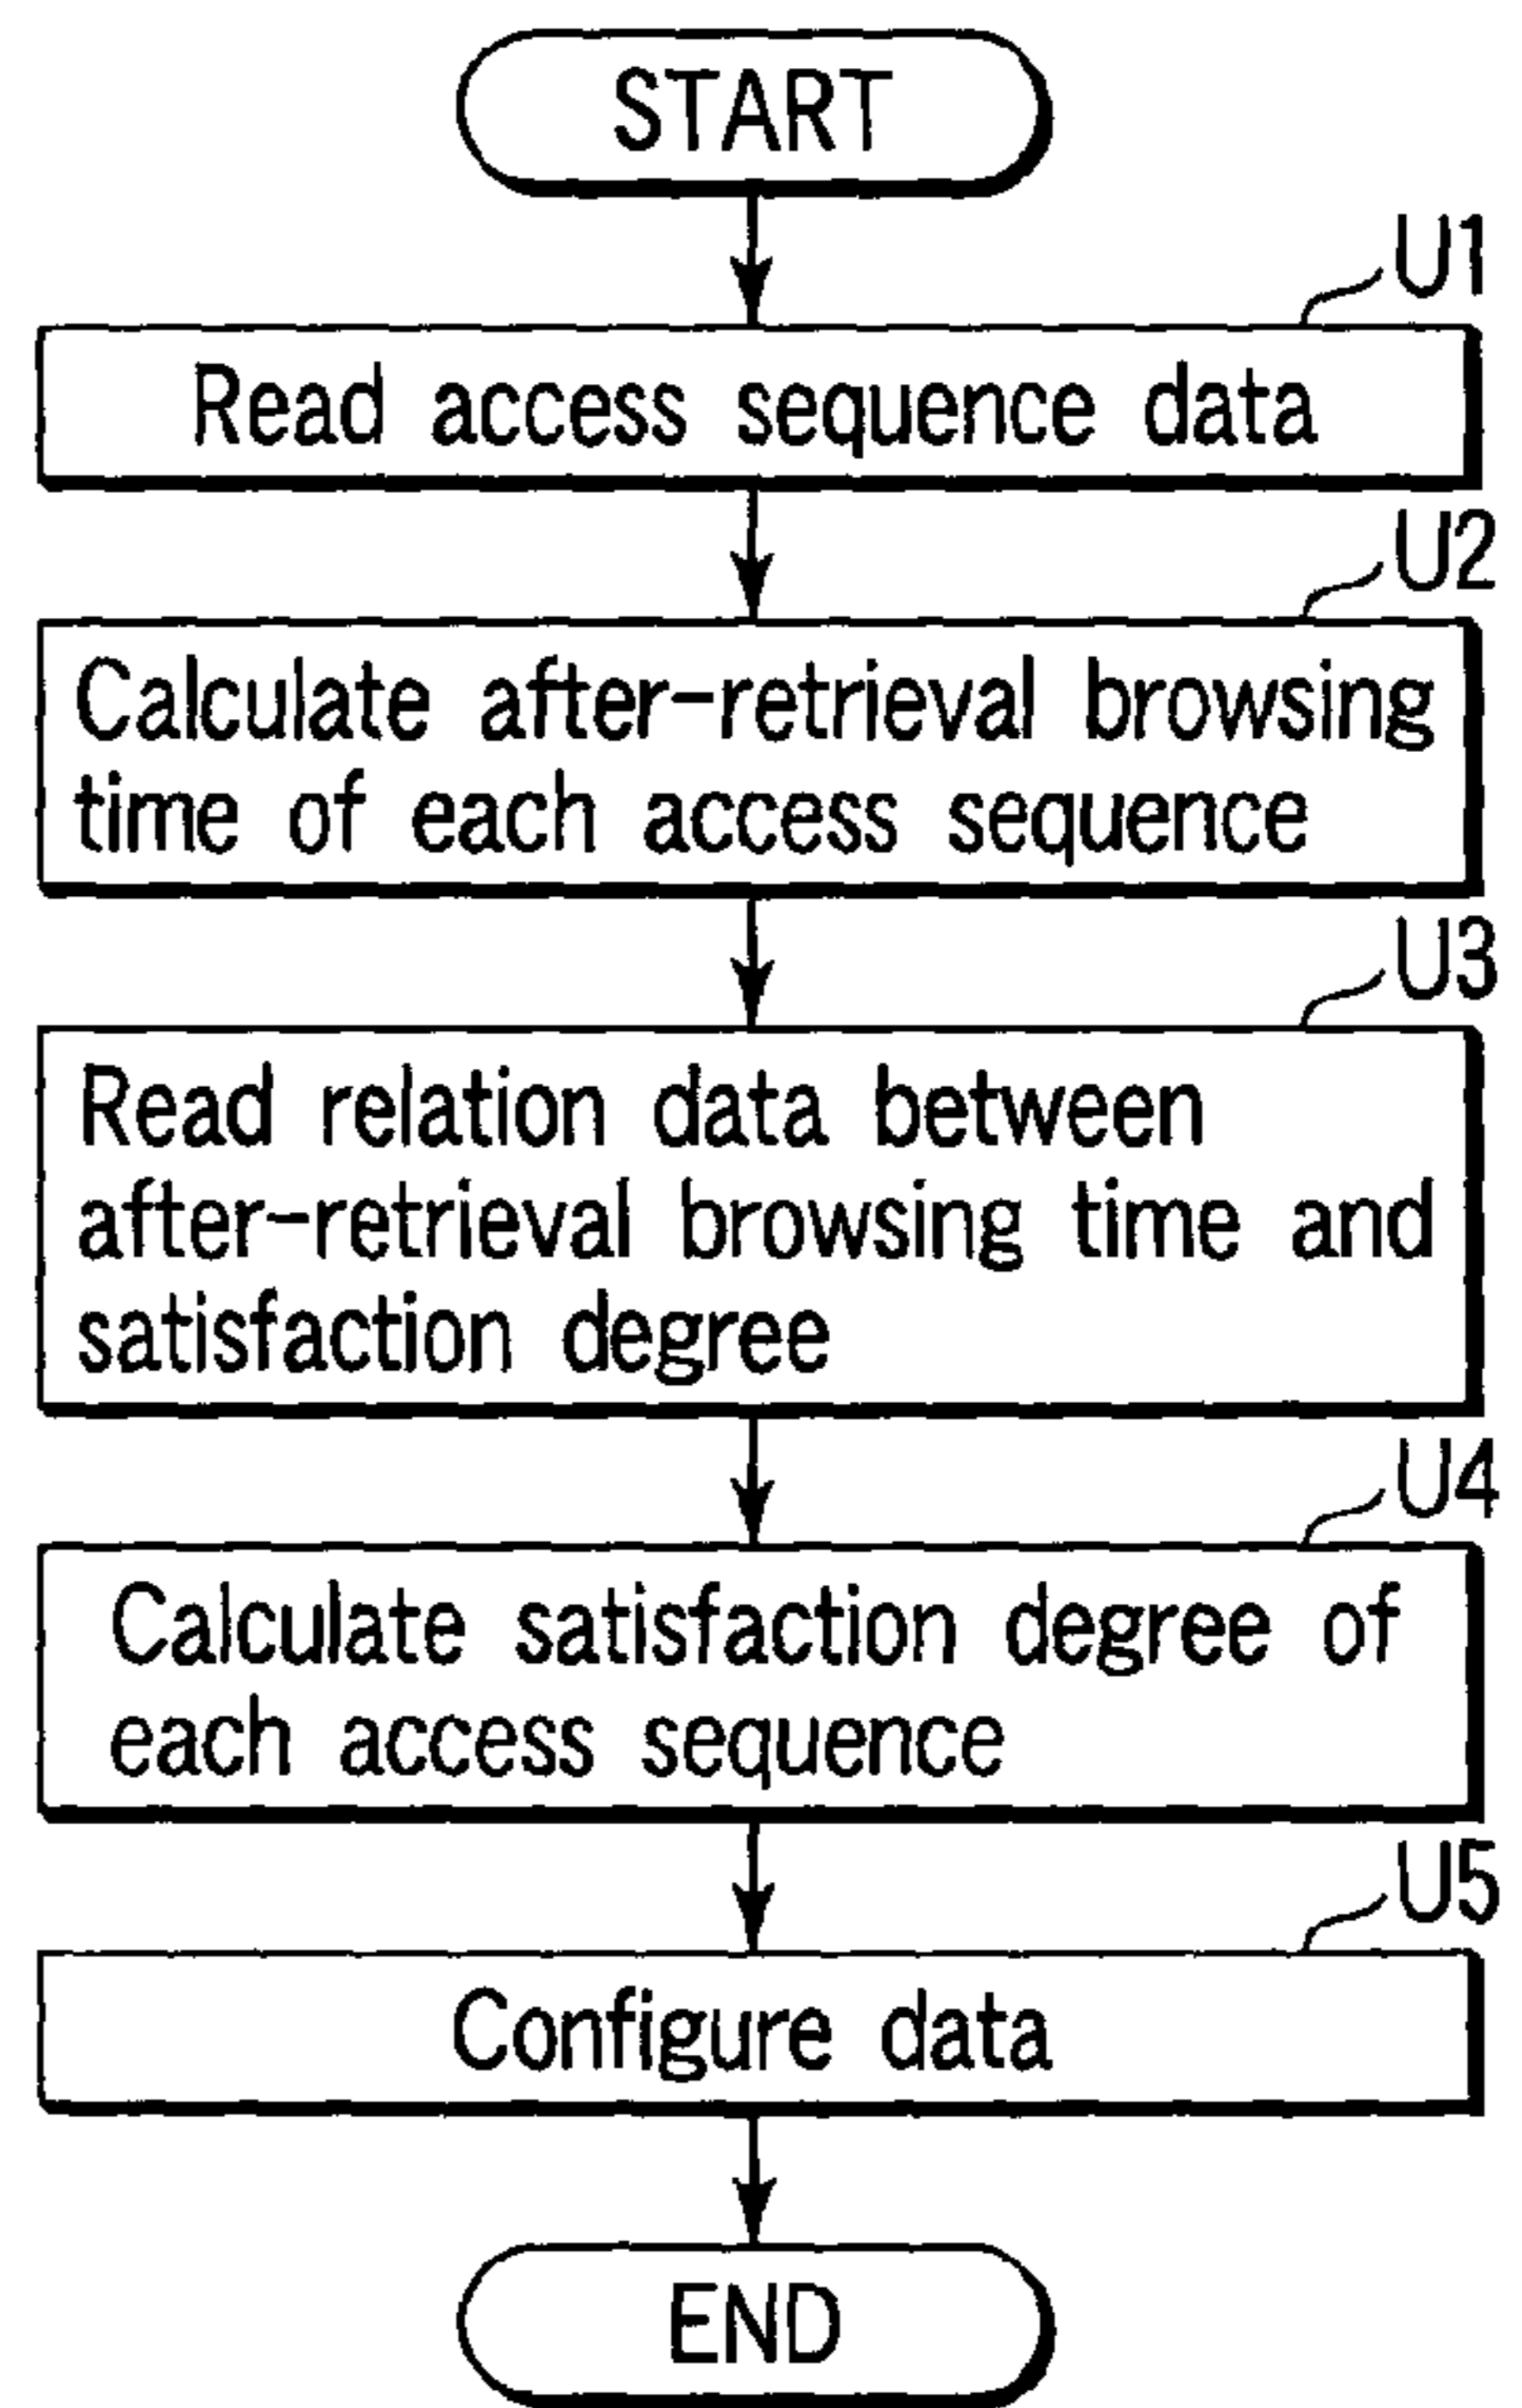 START
U1
Read access sequence data
U2
Calculate after-retrieval browsing
time of each access sequence
U3
Read relation data between
after-retrieval browsing time and
satisfaction degree
U4
Calculate satisfaction degree of
each access sequence
U5
Configure data
END